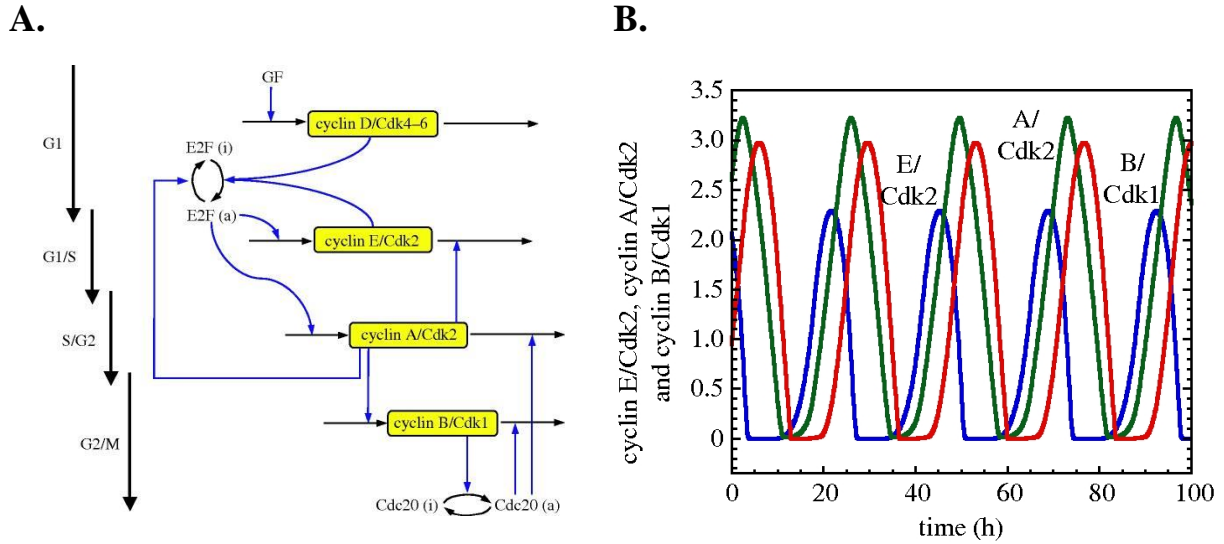 A.
GF
cyclin D/Cdk4–6
G1
E2F (i)
E2F (a)
cyclin E/Cdk2
G1/S
cyclin A/Cdk2
S/G2
cyclin B/Cdk1
G2/M
Cdc20 (i)
Cdc20 (a)
B.
cyclin E/Cdk2, cyclin A/Cdk2
and cyclin B/Cdk1
3.5
3.0
2.5
2.0
1.5
1.0
0.5
0
A/
Cdk2
E/
Cdk2
B/
Cdk1
0
20
40
60
80
100
time (h)